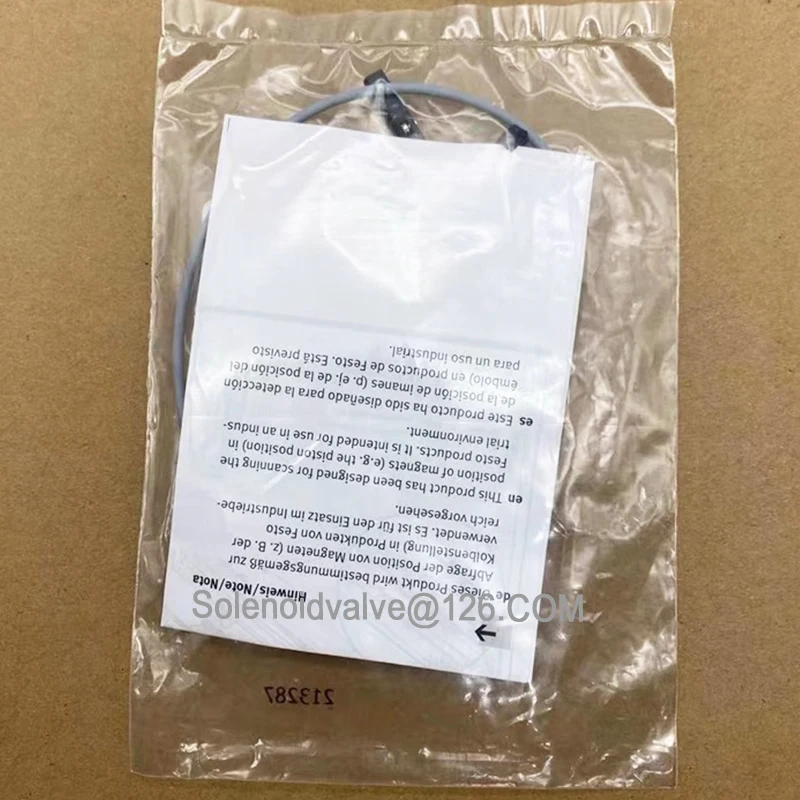 Hinweis/Note/Nota
de Dieses Produkt wird bestimmungsgemäß zur
Abfrage der Position von Magneten (z. B. der
Kolbenstellung) in Produkten von Festo
verwendet. Es ist für den Einsatz im Industriebe-
reich vorgesehen.
en This product has been designed for scanning the
position of magnets (e.g. the piston position) in
Festo products. It is intended for use in an indus-
trial environment.
es Este producto ha sido diseñado para la detección
de la posición de imanes (p. ej. de la posición del
émbolo) en productos de Festo. Está previsto
para un uso industrial.
Solenoidvalve@126.COM
213287